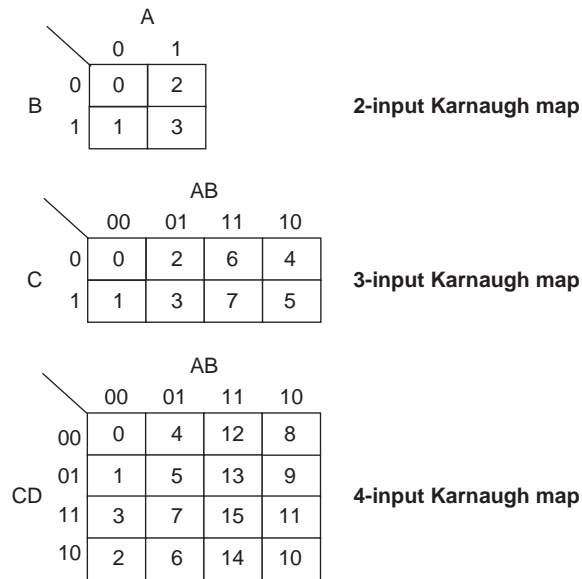 A
0 1
0 0 2
B 2-input Karnaugh map
1 1 3
AB
00 01 11 10
0 0 2 6 4
C 3-input Karnaugh map
1 1 3 7 5
AB
00 01 11 10
00 0 4 12 8
01 1 5 13 9
CD 4-input Karnaugh map
11 3 7 15 11
10 2 6 14 10